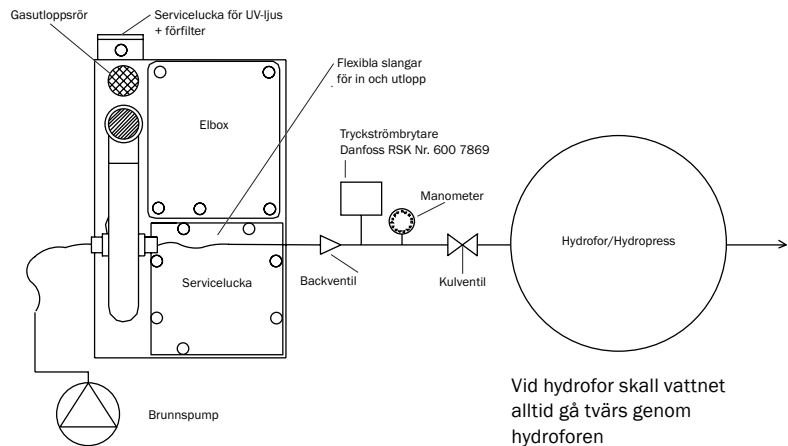 Gasutloppsrör
Servicelucka för UV-ljus
+ förfilter
Flexibla slangar
för in och utlopp
Elbox
Tryckströmbrytare
Danfoss RSK Nr. 600 7869
Manometer
Hydrofor/Hydropress
Servicelucka
Backventil
Kulventil
Brunnspump
Vid hydrofor skall vattnet
alltid gå tvärs genom
hydroforen